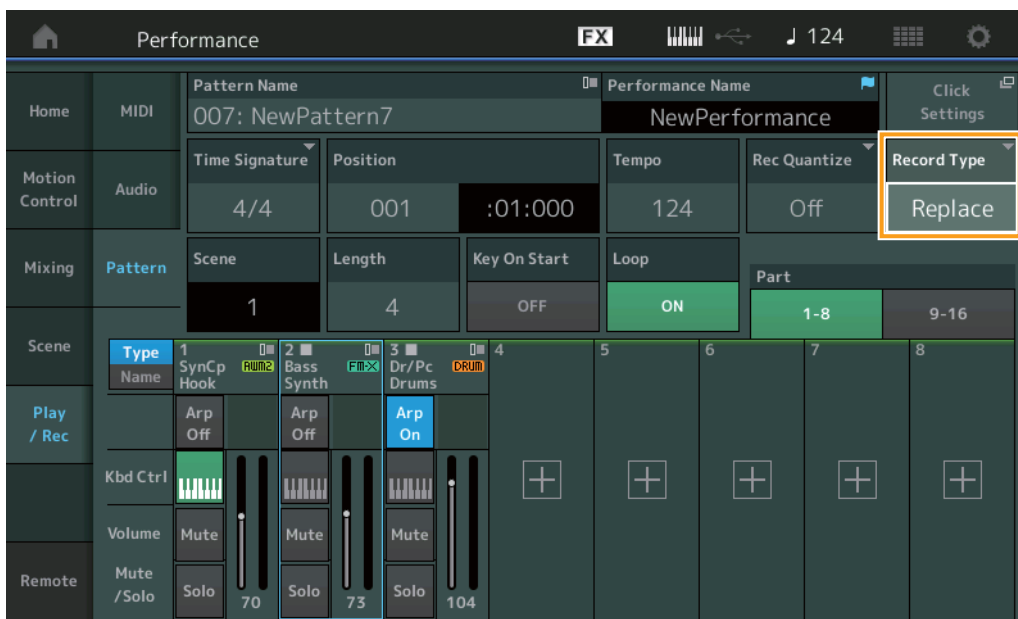 Performance FX 124
Home
Motion
Control
Mixing
Scene
Play
/ Rec
Remote
MIDI
Audio
Pattern
Pattern Name
007: NewPattern7
Performance Name
NewPerformance
Click
Settings
Time Signature
4/4
Position
001 :01:000
Tempo
124
Rec Quantize
Off
Record Type
Replace
Scene
1
Length
4
Key On Start
OFF
Loop
ON
Part
1-8 9-16
Type
Name
Kbd Ctrl
Volume
Mute
/Solo
1
SynCp AWM2
Hook
Arp
Off
Mute
Solo 70
2
Bass FM-X
Synth
Arp
Off
Mute
Solo 73
3
Dr/Pc DRUM
Drums
Arp
On
Mute
Solo 104
4 5 6 7 8